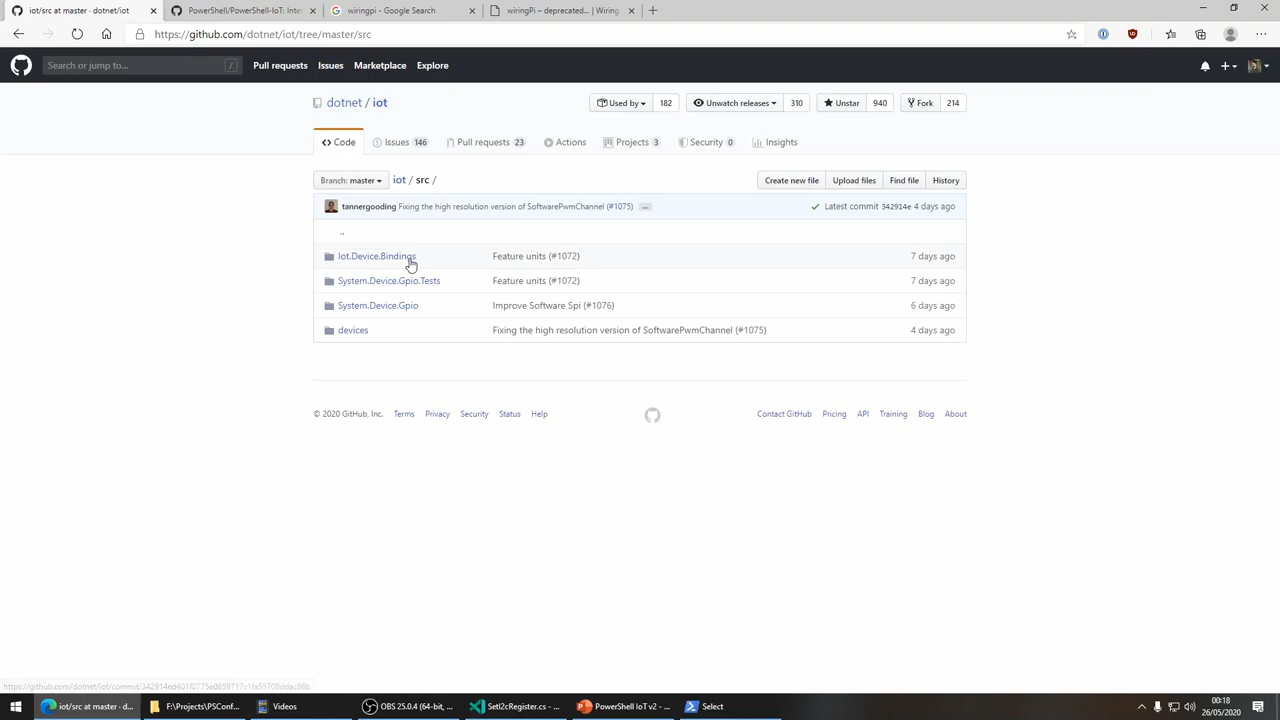 iot/src at master · dotnet/iot
PowerShell/PowerShell-IoT: Inter
wiringpi - Google Search
wiringPi – deprecated... | Wiring
https://github.com/dotnet/iot/tree/master/src
Search or jump to... /
Pull requests Issues Marketplace Explore
dotnet / iot
Used by 182 Unwatch releases 310 Unstar 940 Fork 214
Code Issues 146 Pull requests 23 Actions Projects 3 Security 0 Insights
Branch: master iot / src / Create new file Upload files Find file History
tannergooding Fixing the high resolution version of SoftwarePwmChannel (#1075) ... Latest commit 342914e 4 days ago
..
Iot.Device.Bindings Feature units (#1072) 7 days ago
System.Device.Gpio.Tests Feature units (#1072) 7 days ago
System.Device.Gpio Improve Software Spi (#1076) 6 days ago
devices Fixing the high resolution version of SoftwarePwmChannel (#1075) 4 days ago
© 2020 GitHub, Inc. Terms Privacy Security Status Help Contact GitHub Pricing API Training Blog About
iot/src at master · d... F:\Projects\PSConf... Videos OBS 25.0.4 (64-bit, ... SetI2cRegister.cs - ... PowerShell IoT v2 - ... Select
00:18
26/05/2020